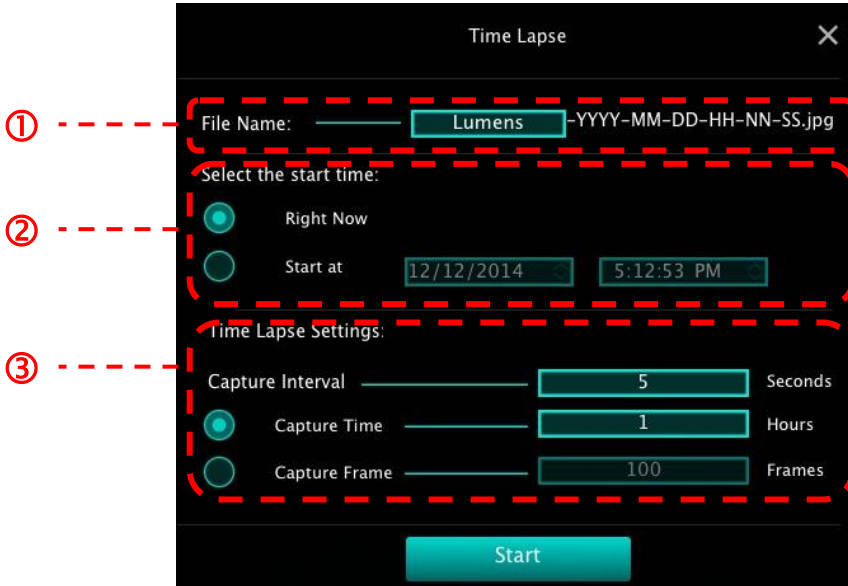 Time Lapse ×
① File Name: Lumens -YYYY-MM-DD-HH-NN-SS.jpg
Select the start time:
② Right Now
Start at 12/12/2014 5:12:53 PM
Time Lapse Settings:
③ Capture Interval 5 Seconds
Capture Time 1 Hours
Capture Frame 100 Frames
Start